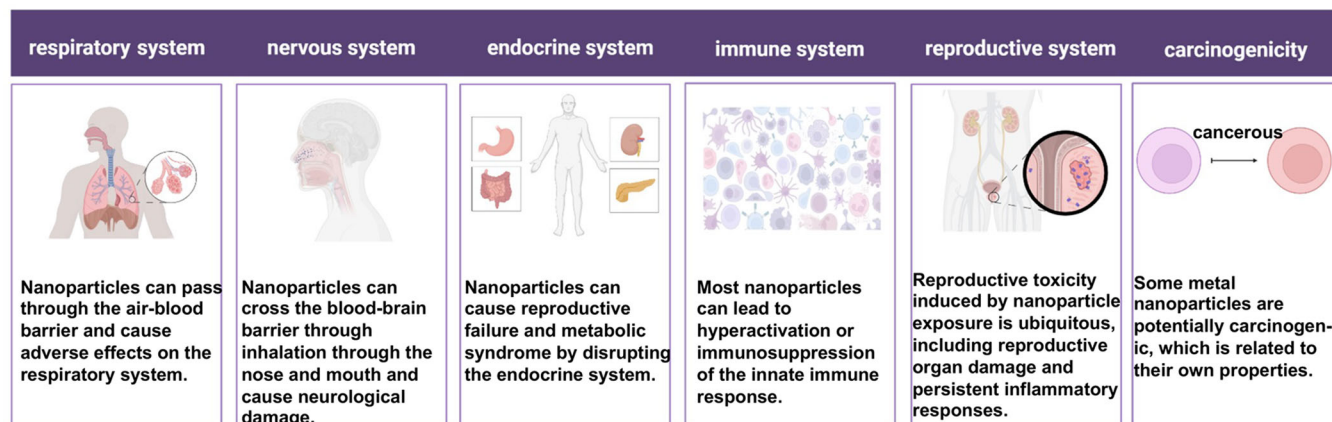 respiratory system
nervous system
endocrine system
immune system
reproductive system
carcinogenicity
Nanoparticles can pass
through the air-blood
barrier and cause
adverse effects on the
respiratory system.
Nanoparticles can
cross the blood-brain
barrier through
inhalation through the
nose and mouth and
cause neurological
damage.
Nanoparticles can
cause reproductive
failure and metabolic
syndrome by disrupting
the endocrine system.
Most nanoparticles
can lead to
hyperactivation or
immunosuppression
of the innate immune
response.
Reproductive toxicity
induced by nanoparticle
exposure is ubiquitous,
including reproductive
organ damage and
persistent inflammatory
responses.
cancerous
Some metal
nanoparticles are
potentially carcinogen-
ic, which is related to
their own properties.